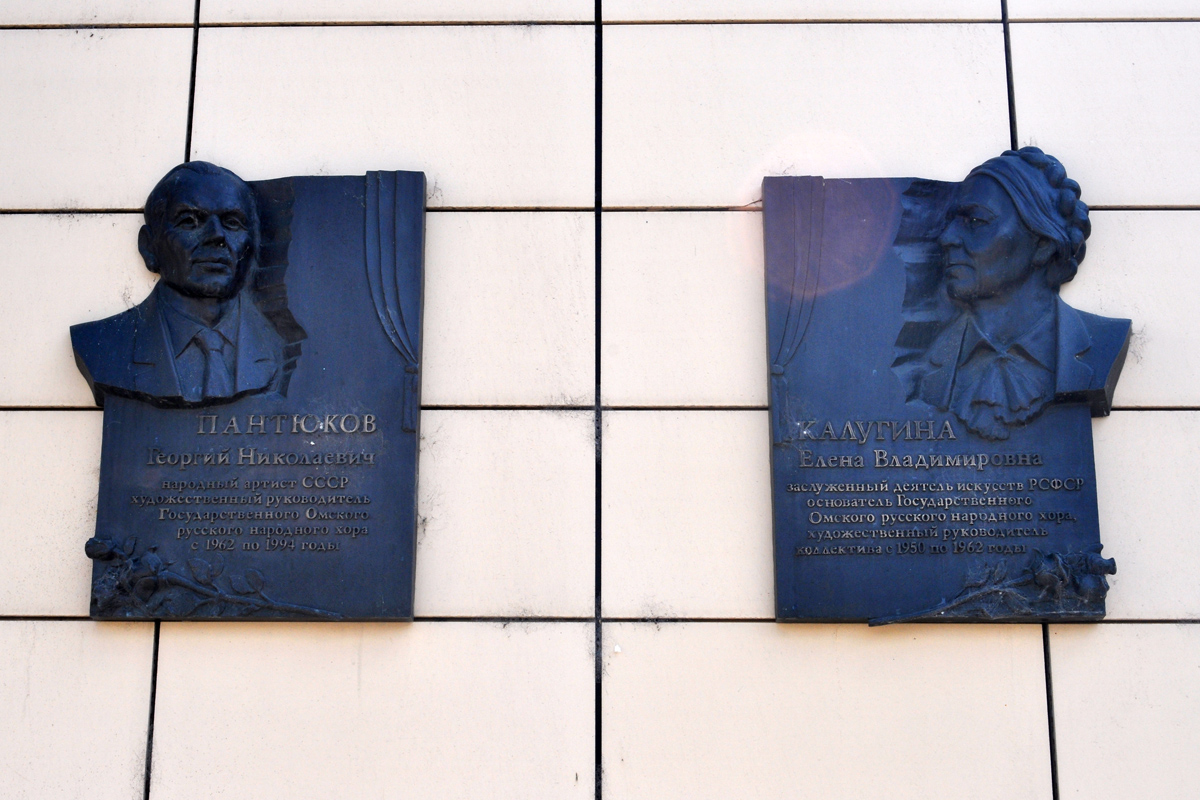 ПАНТЮКОВ
Георгий Николаевич
народный артист СССР
художественный руководитель
Государственного Омского
русского народного хора
с 1962 по 1994 годы
КАЛУГИНА
Елена Владимировна
заслуженный деятель искусств РСФСР
основатель Государственного
Омского русского народного хора,
художественный руководитель
коллектива с 1950 по 1962 годы